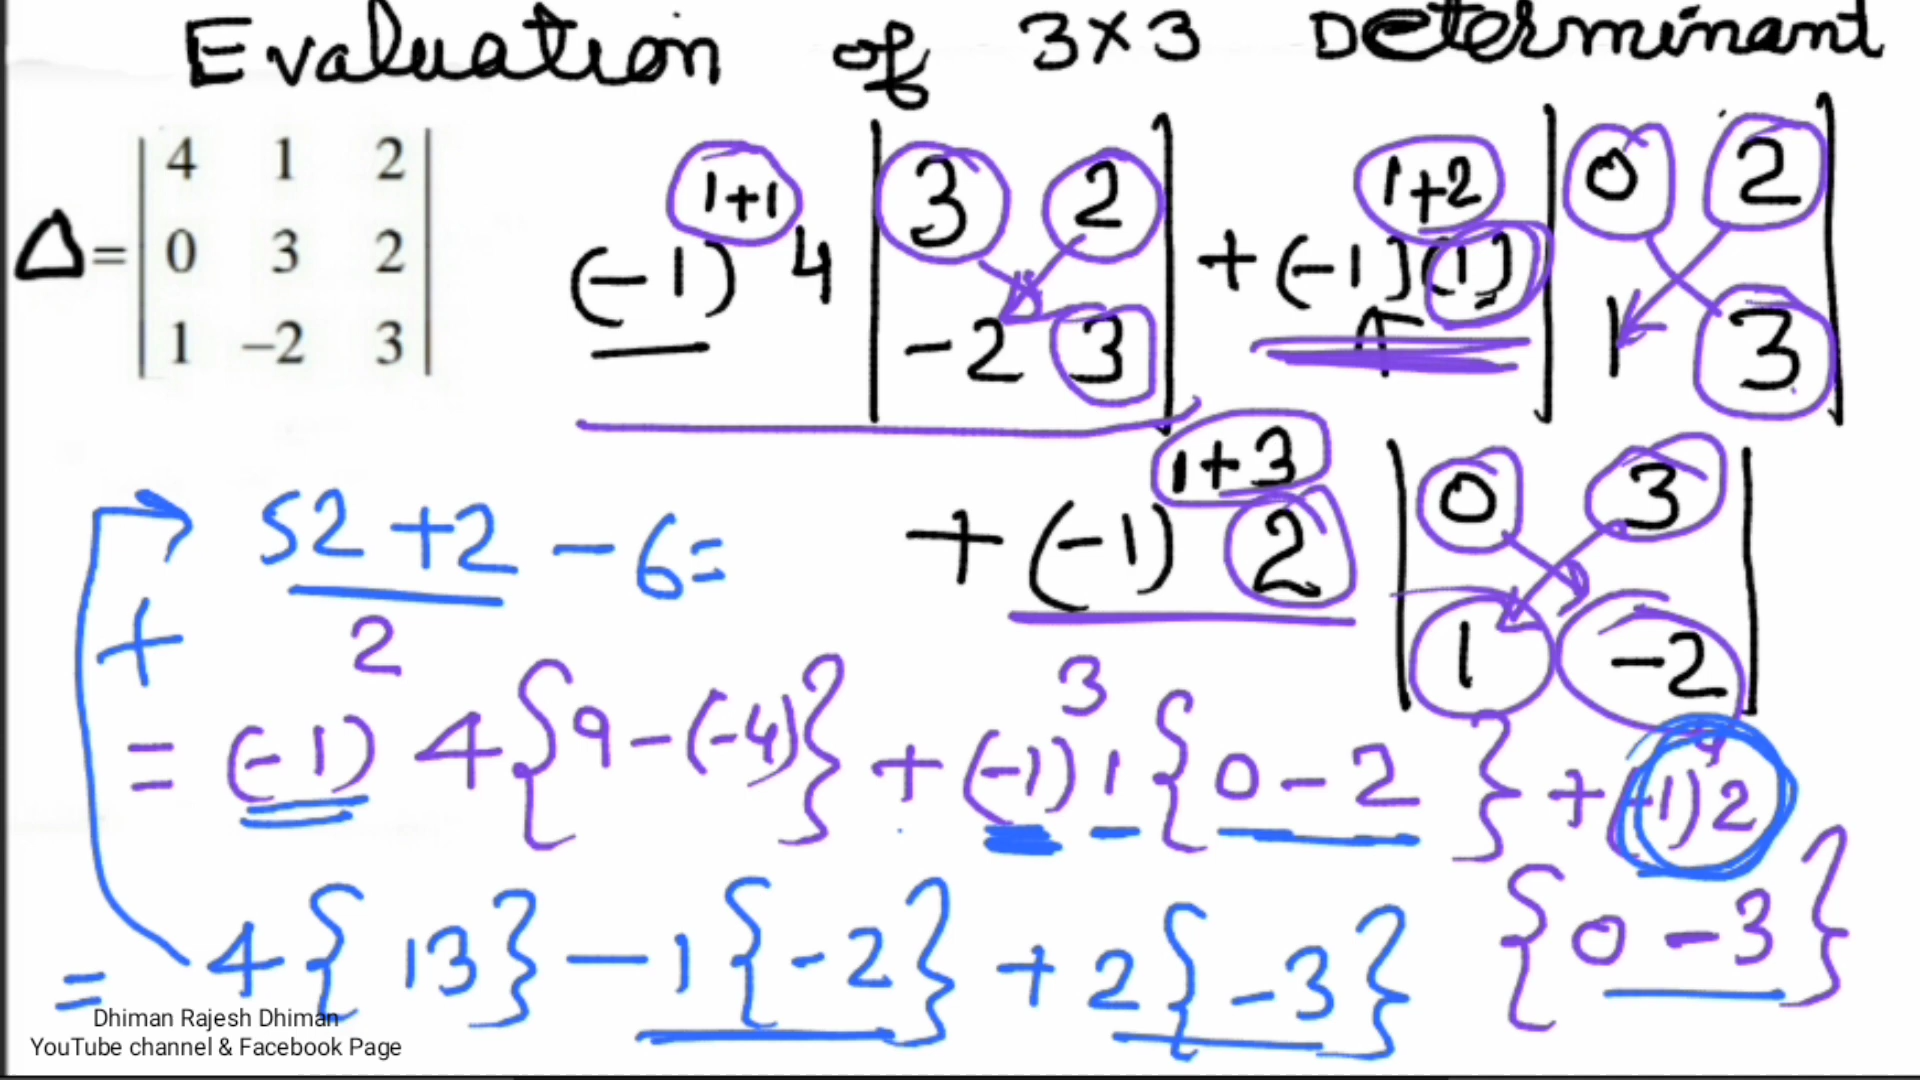 Evaluation of 3×3 Determinant
Δ = | 4 1 2 |
| 0 3 2 |
| 1 −2 3 |
(-1)^(1+1) 4 | 3 2 | + (-1)^(1+2) (1) | 0 2 |
| -2 3 | | 1 3 |
+ (-1)^(1+3) 2 | 0 3 |
| 1 -2 |
52 + 2 - 6 =
+
= (-1)^2 4 {9 - (-4)} + (-1)^3 1 {0 - 2} + (-1)^4 2
{0 - 3}
= 4 {13} - 1 {-2} + 2 {-3}
Dhiman Rajesh Dhiman
YouTube channel & Facebook Page